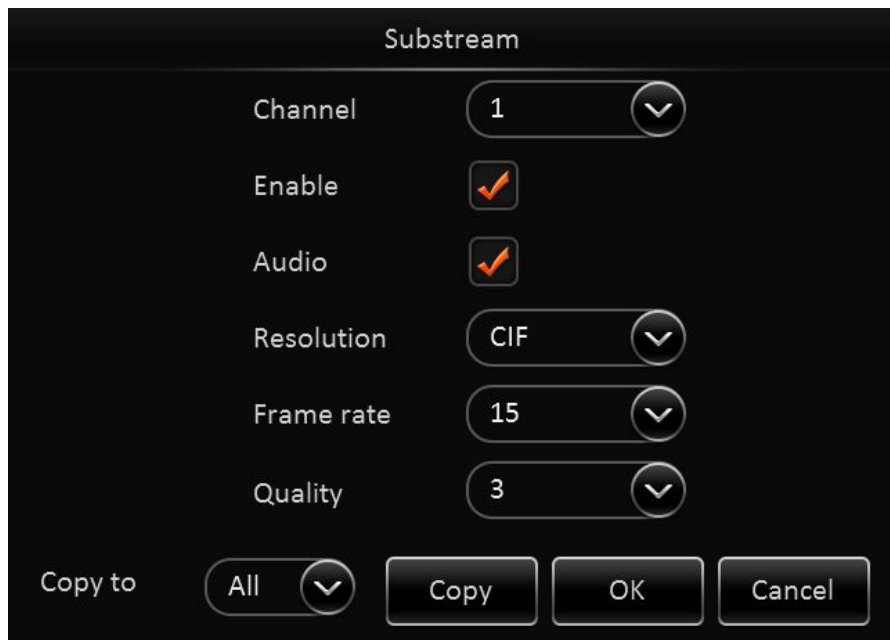 Substream
Channel 1
Enable
Audio
Resolution CIF
Frame rate 15
Quality 3
Copy to All Copy OK Cancel